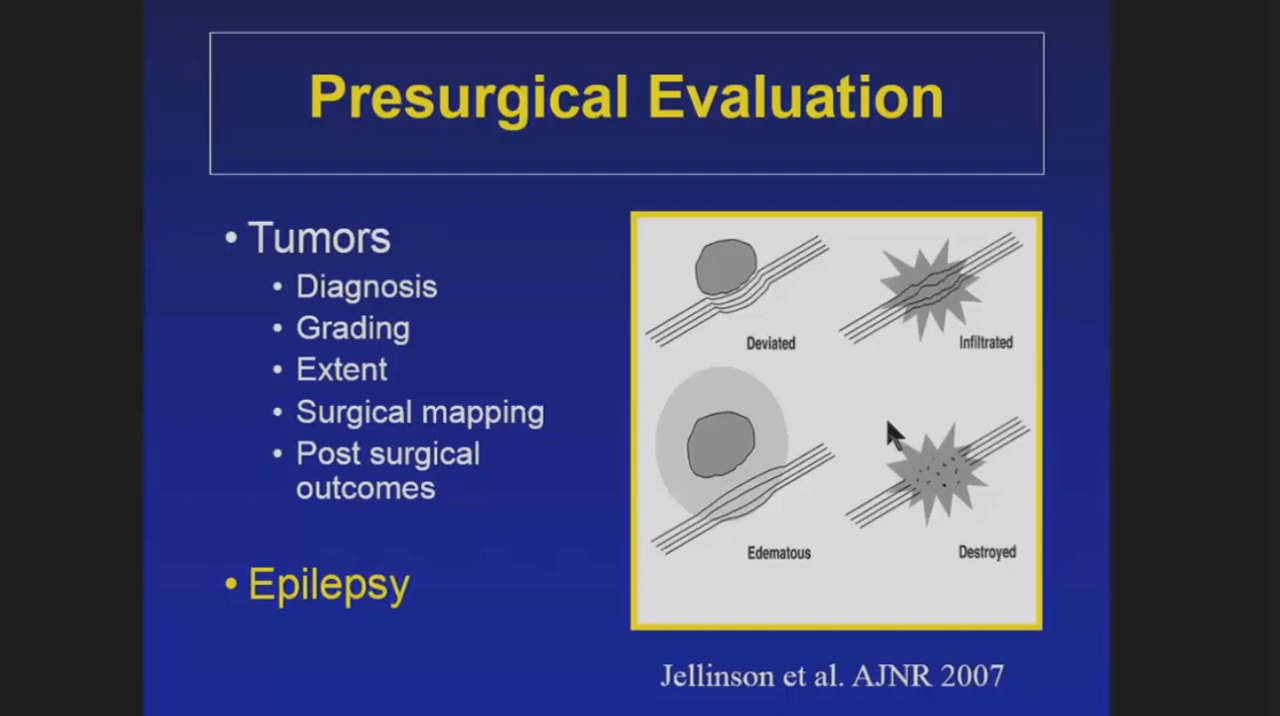 Presurgical Evaluation
• Tumors
• Diagnosis
• Grading
• Extent
• Surgical mapping
• Post surgical
outcomes
• Epilepsy
Deviated
Infiltrated
Edematous
Destroyed
Jellinson et al. AJNR 2007